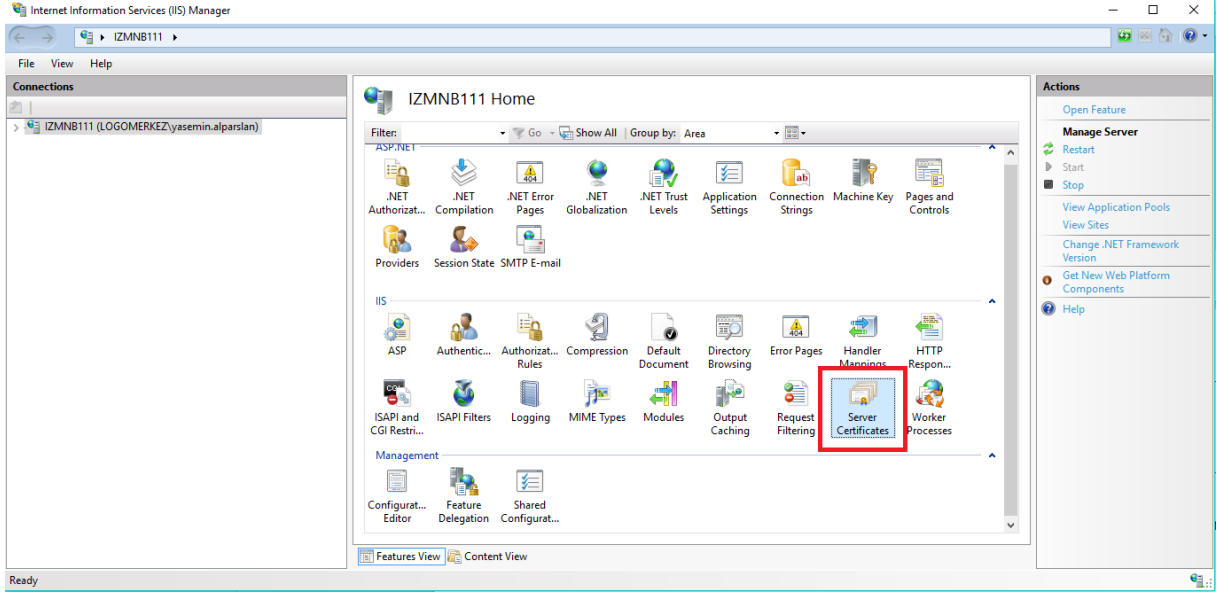 Internet Information Services (IIS) Manager
IZMNB111
File View Help
Connections
IZMNB111 (LOGOMERKEZ\yasemin.alparslan)
IZMNB111 Home
Filter: Go Show All Group by: Area
ASP.NET
.NET Authorizat...
.NET Compilation
.NET Error Pages
.NET Globalization
.NET Trust Levels
Application Settings
Connection Strings
Machine Key
Pages and Controls
Providers
Session State
SMTP E-mail
IIS
ASP
Authentic...
Authorizat... Rules
Compression
Default Document
Directory Browsing
Error Pages
Handler Mappings
HTTP Respon...
ISAPI and CGI Restri...
ISAPI Filters
Logging
MIME Types
Modules
Output Caching
Request Filtering
Server Certificates
Worker Processes
Management
Configurat... Editor
Feature Delegation
Shared Configurat...
Features View
Content View
Actions
Open Feature
Manage Server
Restart
Start
Stop
View Application Pools
View Sites
Change .NET Framework
Version
Get New Web Platform
Components
Help
Ready